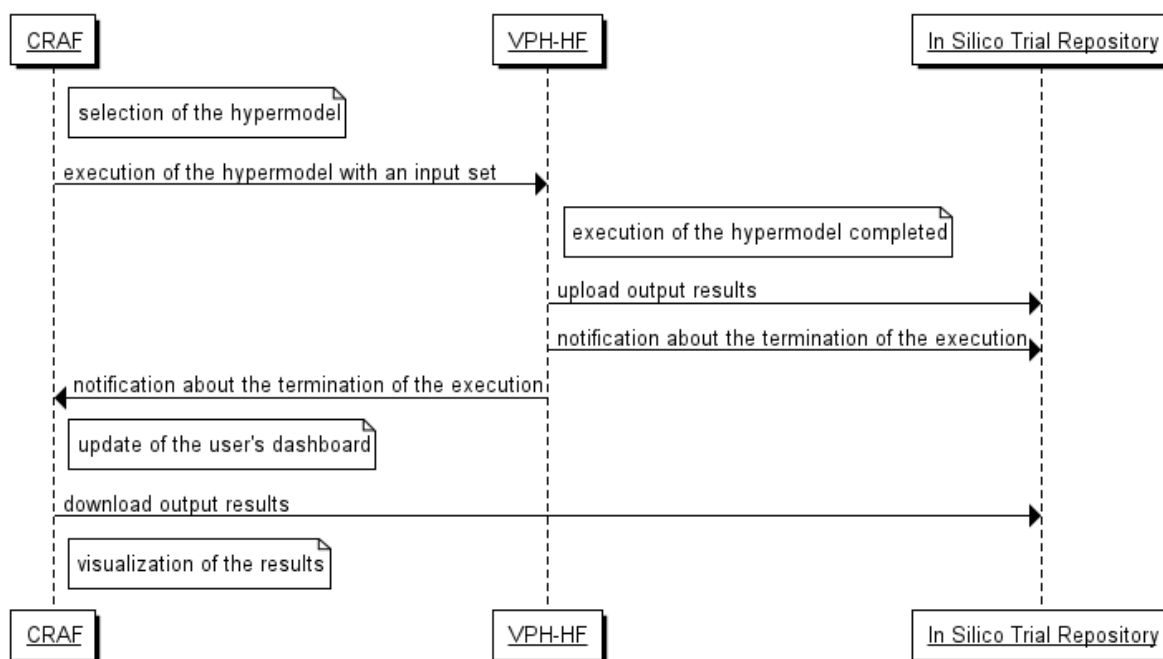 CRAF
VPH-HF
In Silico Trial Repository
selection of the hypermodel
execution of the hypermodel with an input set
execution of the hypermodel completed
upload output results
notification about the termination of the execution
notification about the termination of the execution
update of the user's dashboard
download output results
visualization of the results
CRAF
VPH-HF
In Silico Trial Repository